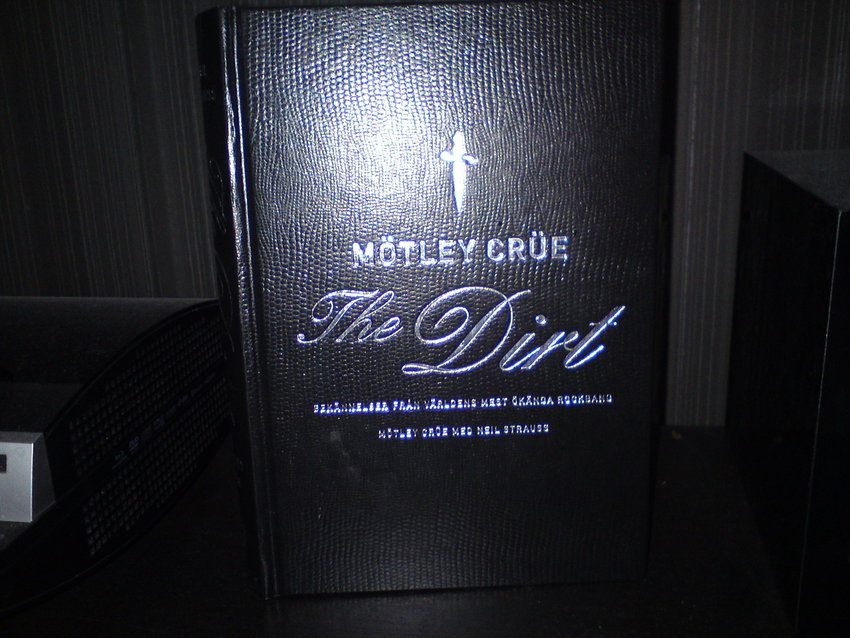 MÖTLEY CRÜE
The Dirt
BEKÄNNELSER FRÅN VÄRLDENS MEST ÖKÄNDA ROCKBAND
MÖTLEY CRÜE MED NEIL STRAUSS